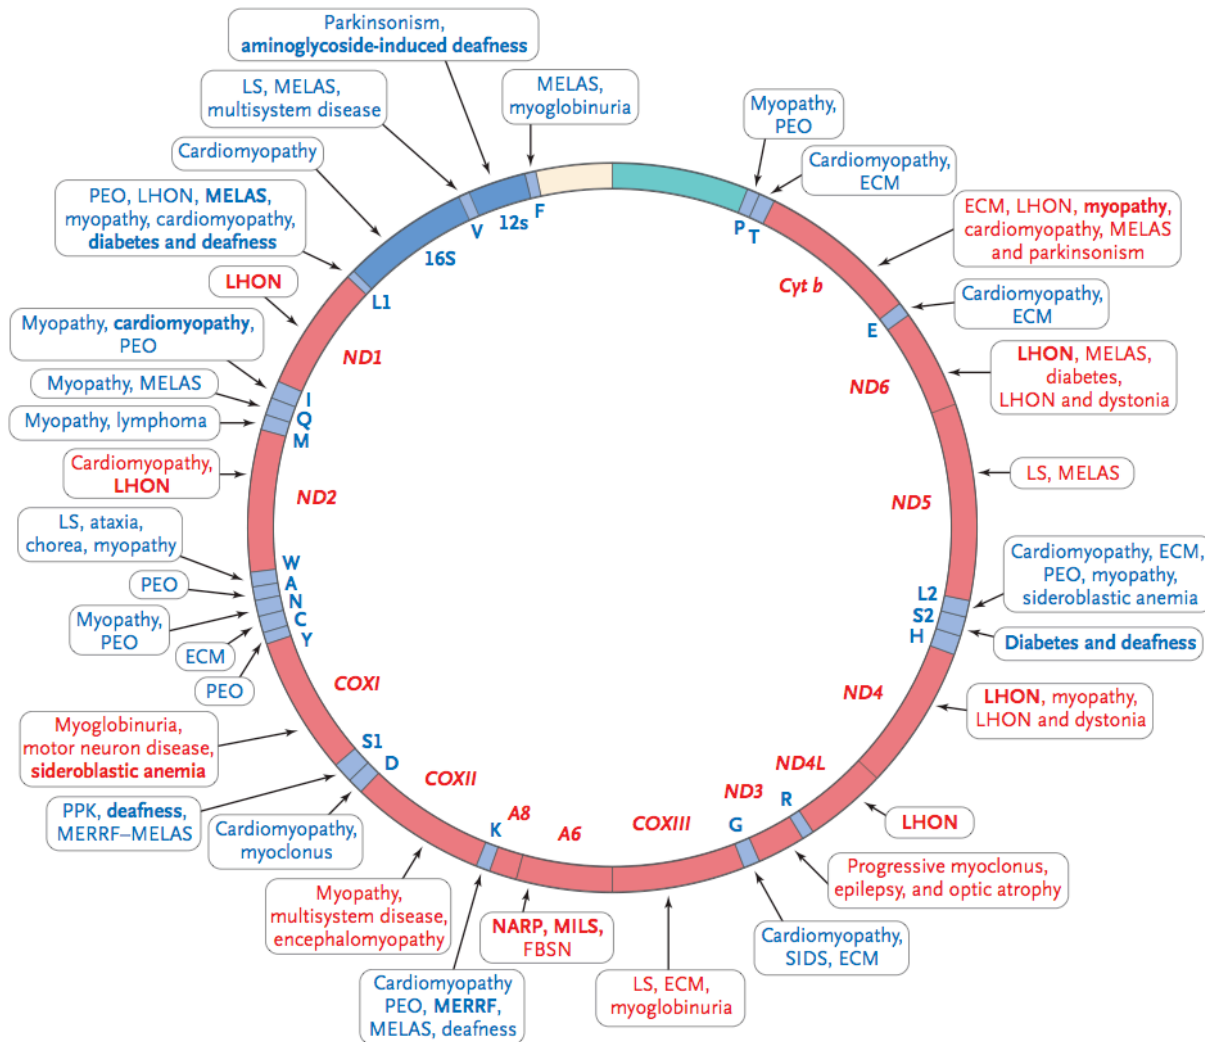 Parkinsonism,
aminoglycoside-induced deafness
LS, MELAS,
multisystem disease
MELAS,
myoglobinuria
Myopathy,
PEO
Cardiomyopathy
Cardiomyopathy,
ECM
PEO, LHON, MELAS,
myopathy, cardiomyopathy,
diabetes and deafness
ECM, LHON, myopathy,
cardiomyopathy, MELAS
and parkinsonism
F
12s
V
16S
L1
P
T
Cyt b
E
LHON
Cardiomyopathy,
ECM
Myopathy, cardiomyopathy,
PEO
ND1
ND6
LHON, MELAS,
diabetes,
LHON and dystonia
Myopathy, MELAS
Myopathy, lymphoma
I
Q
M
Cardiomyopathy,
LHON
ND2
ND5
LS, MELAS
LS, ataxia,
chorea, myopathy
PEO
Myopathy,
PEO
ECM
PEO
W
A
N
C
Y
L2
S2
H
Cardiomyopathy, ECM,
PEO, myopathy,
sideroblastic anemia
Diabetes and deafness
COXI
ND4
LHON, myopathy,
LHON and dystonia
Myoglobinuria,
motor neuron disease,
sideroblastic anemia
S1
D
COXII
K
A8
A6
COXIII
G
ND3
R
ND4L
PPK, deafness,
MERRF–MELAS
Cardiomyopathy,
myoclonus
LHON
Myopathy,
multisystem disease,
encephalomyopathy
Progressive myoclonus,
epilepsy, and optic atrophy
NARP, MILS,
FBSN
Cardiomyopathy,
SIDS, ECM
Cardiomyopathy
PEO, MERRF,
MELAS, deafness
LS, ECM,
myoglobinuria